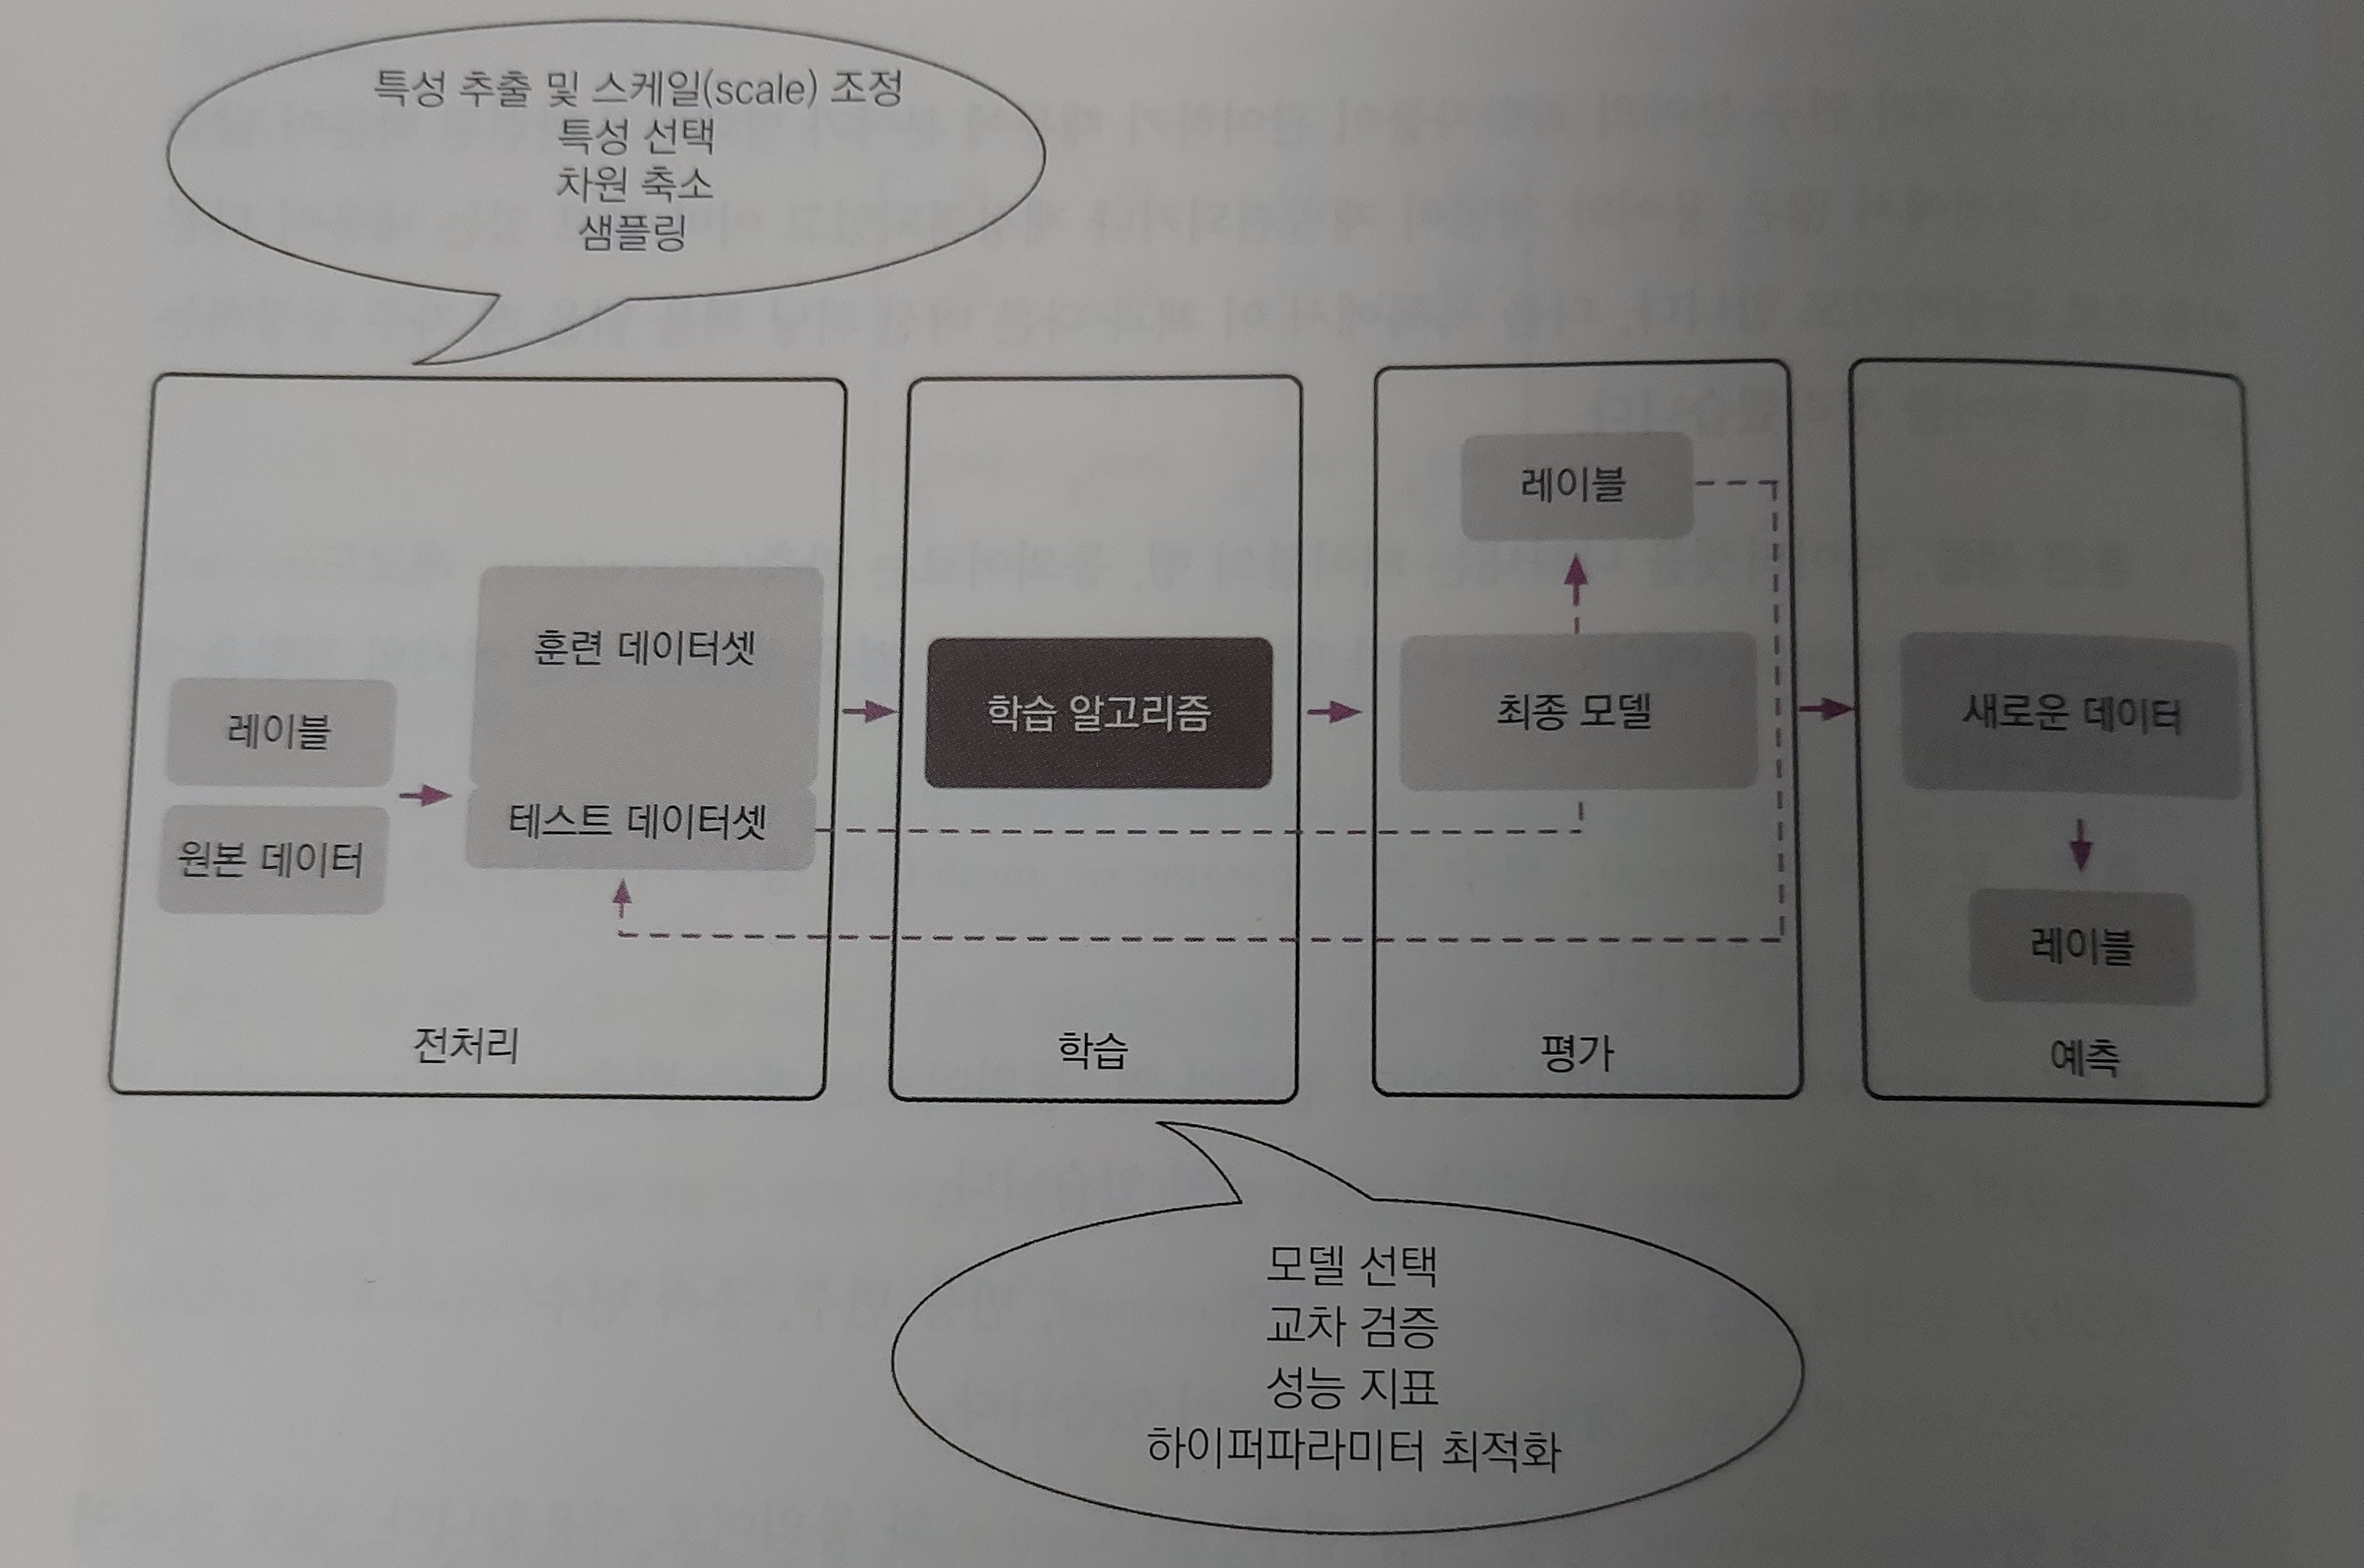 특성 추출 및 스케일(scale) 조정
특성 선택
차원 축소
샘플링
레이블
원본 데이터
훈련 데이터셋
테스트 데이터셋
전처리
학습 알고리즘
학습
레이블
최종 모델
평가
새로운 데이터
레이블
예측
모델 선택
교차 검증
성능 지표
하이퍼파라미터 최적화